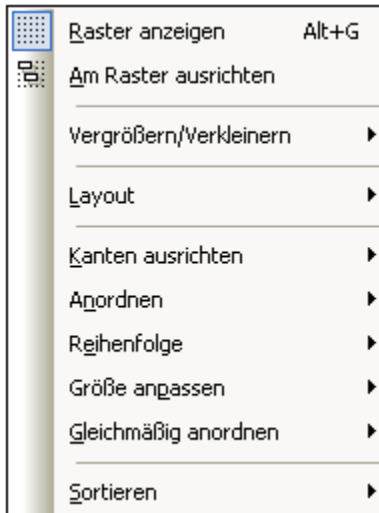 Raster anzeigen Alt+G
Am Raster ausrichten
Vergrößern/Verkleinern
Layout
Kanten ausrichten
Anordnen
Reihenfolge
Größe anpassen
Gleichmäßig anordnen
Sortieren